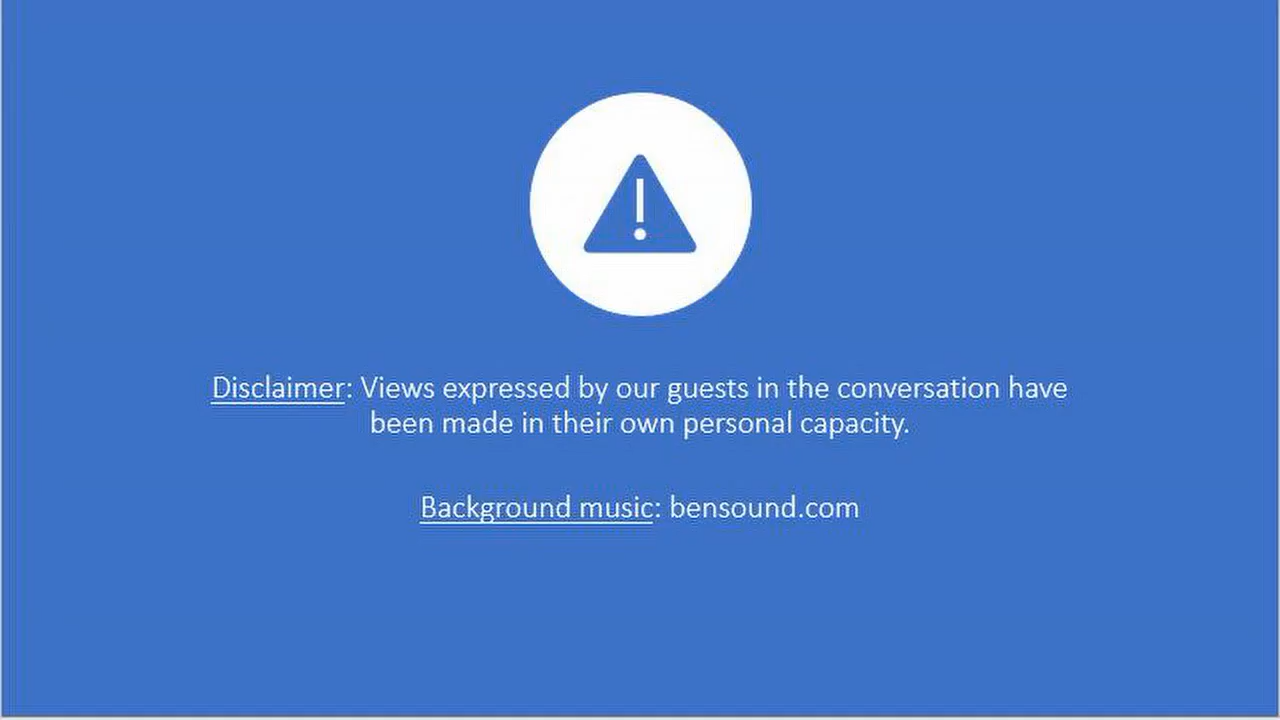 Disclaimer: Views expressed by our guests in the conversation have
been made in their own personal capacity.
Background music: bensound.com